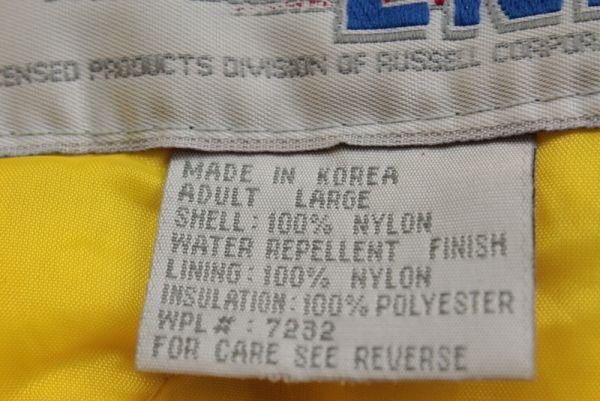 CENSED PRODUCTS DIVISION OF RUSSELL CORPOR
MADE IN KOREA
ADULT LARGE
SHELL: 100% NYLON
WATER REPELLENT FINISH
LINING: 100% NYLON
INSULATION: 100% POLYESTER
WPL # : 7232
FOR CARE SEE REVERSE